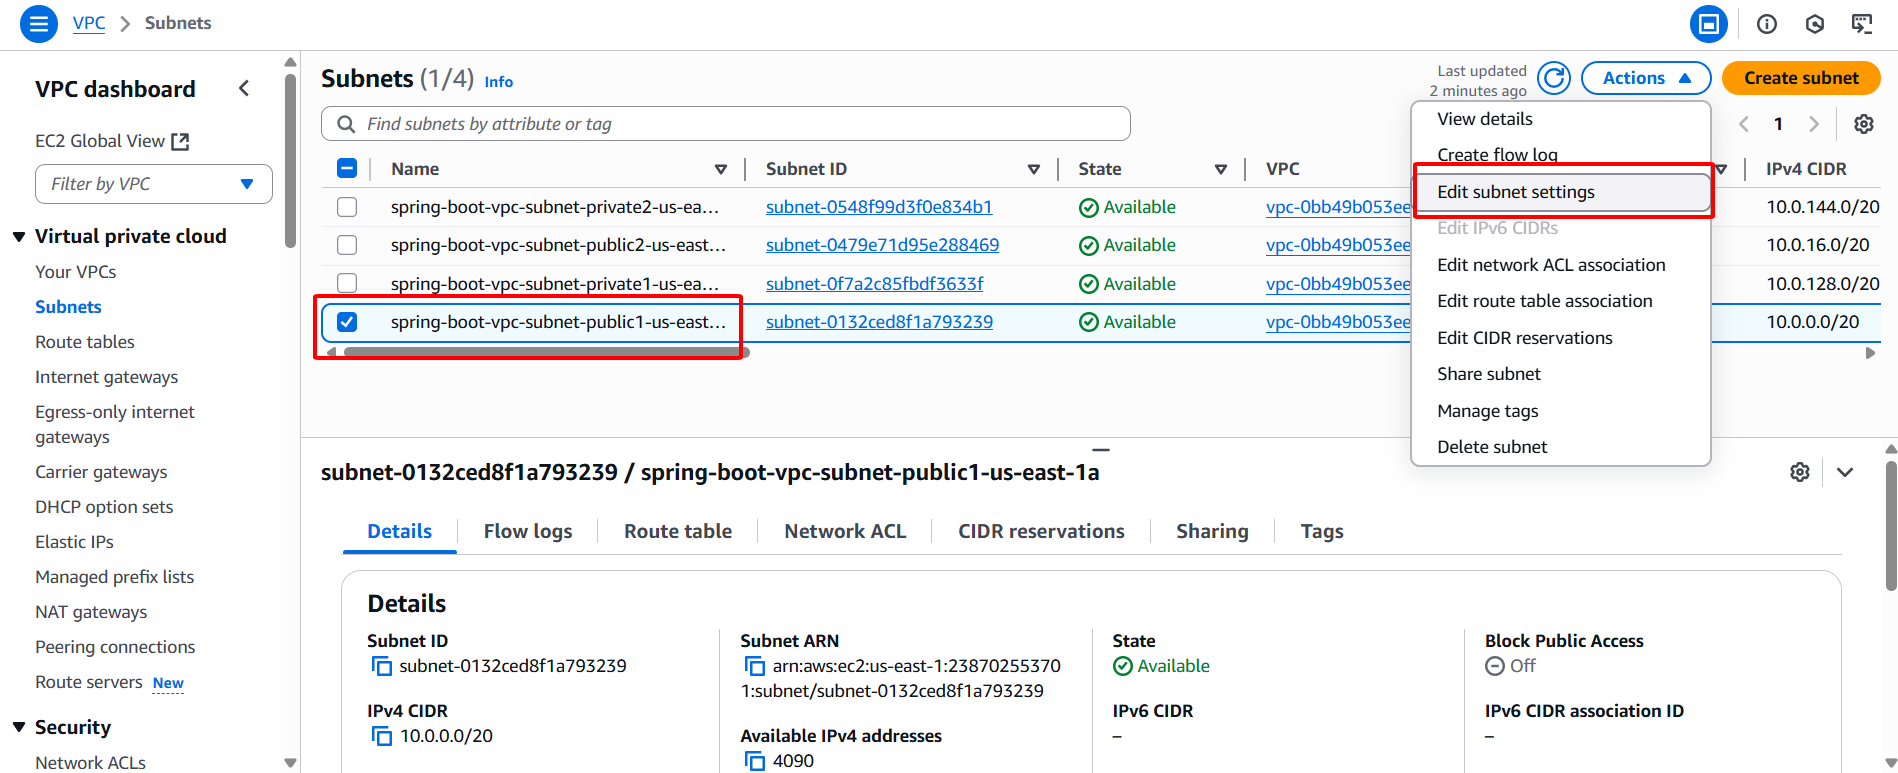 VPC > Subnets
VPC dashboard
EC2 Global View
Filter by VPC
Virtual private cloud
Your VPCs
Subnets
Route tables
Internet gateways
Egress-only internet
gateways
Carrier gateways
DHCP option sets
Elastic IPs
Managed prefix lists
NAT gateways
Peering connections
Route servers New
Security
Network ACLs
Subnets (1/4) Info
Last updated
2 minutes ago
Actions
Create subnet
Find subnets by attribute or tag
1
Name Subnet ID State VPC IPv4 CIDR
spring-boot-vpc-subnet-private2-us-ea... subnet-0548f99d3f0e834b1 Available vpc-0bb49b053ee 10.0.144.0/20
spring-boot-vpc-subnet-public2-us-east... subnet-0479e71d95e288469 Available vpc-0bb49b053ee 10.0.16.0/20
spring-boot-vpc-subnet-private1-us-ea... subnet-0f7a2c85fbdf3633f Available vpc-0bb49b053ee 10.0.128.0/20
spring-boot-vpc-subnet-public1-us-east... subnet-0132ced8f1a793239 Available vpc-0bb49b053ee 10.0.0.0/20
View details
Create flow log
Edit subnet settings
Edit IPv6 CIDRs
Edit network ACL association
Edit route table association
Edit CIDR reservations
Share subnet
Manage tags
Delete subnet
subnet-0132ced8f1a793239 / spring-boot-vpc-subnet-public1-us-east-1a
Details Flow logs Route table Network ACL CIDR reservations Sharing Tags
Details
Subnet ID
subnet-0132ced8f1a793239
Subnet ARN
arn:aws:ec2:us-east-1:23870255370
1:subnet/subnet-0132ced8f1a793239
State
Available
Block Public Access
Off
IPv4 CIDR
10.0.0.0/20
Available IPv4 addresses
4090
IPv6 CIDR
–
IPv6 CIDR association ID
–